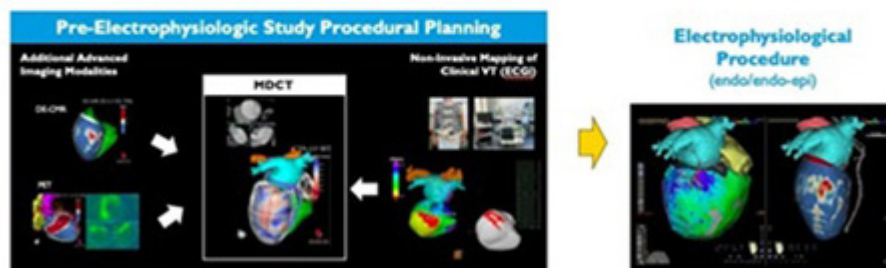 Pre-Electrophysiologic Study Procedural Planning
Additional Advanced
Imaging Modalities
Non-Invasive Mapping of
Clinical VT (ECGI)
MDCT
DE-CMR
PET
Electrophysiological
Procedure
(endo/endo-epi)